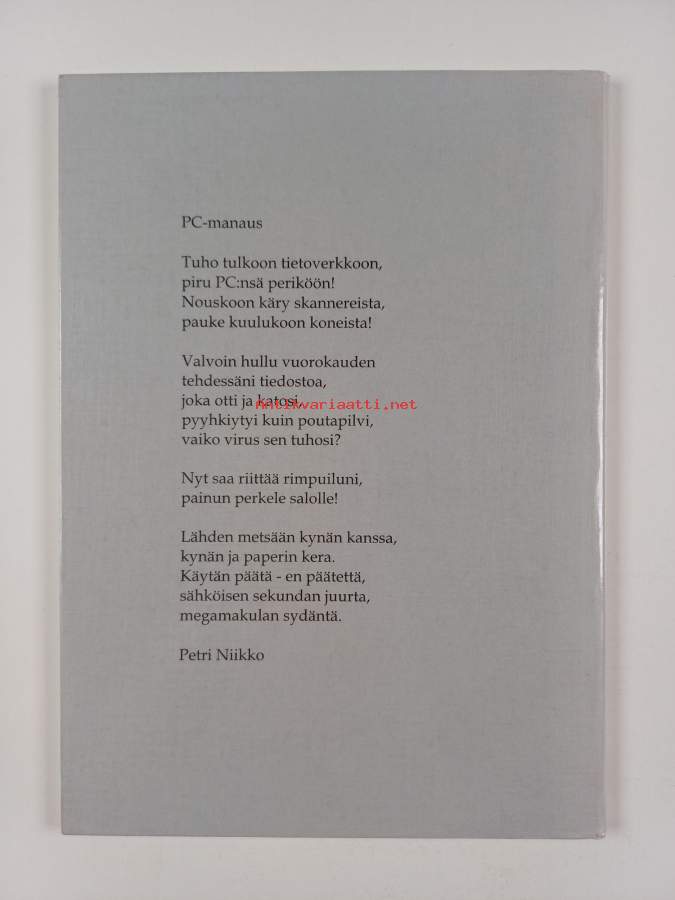 PC-manaus
Tuho tulkoon tietoverkkoon,
piru PC:nsä periköön!
Nouskoon käry skannereista,
pauke kuulukoon koneista!
Valvoin hullu vuorokauden
tehdessäni tiedostoa,
joka otti ja katosi,
antikvariaatti.net
pyyhkiytyi kuin poutapilvi,
vaiko virus sen tuhosi?
Nyt saa riittää rimpuiluni,
painun perkele salolle!
Lähden metsään kynän kanssa,
kynän ja paperin kera.
Käytän päätä - en päätettä,
sähköisen sekundan juurta,
megamakulan sydäntä.
Petri Niikko